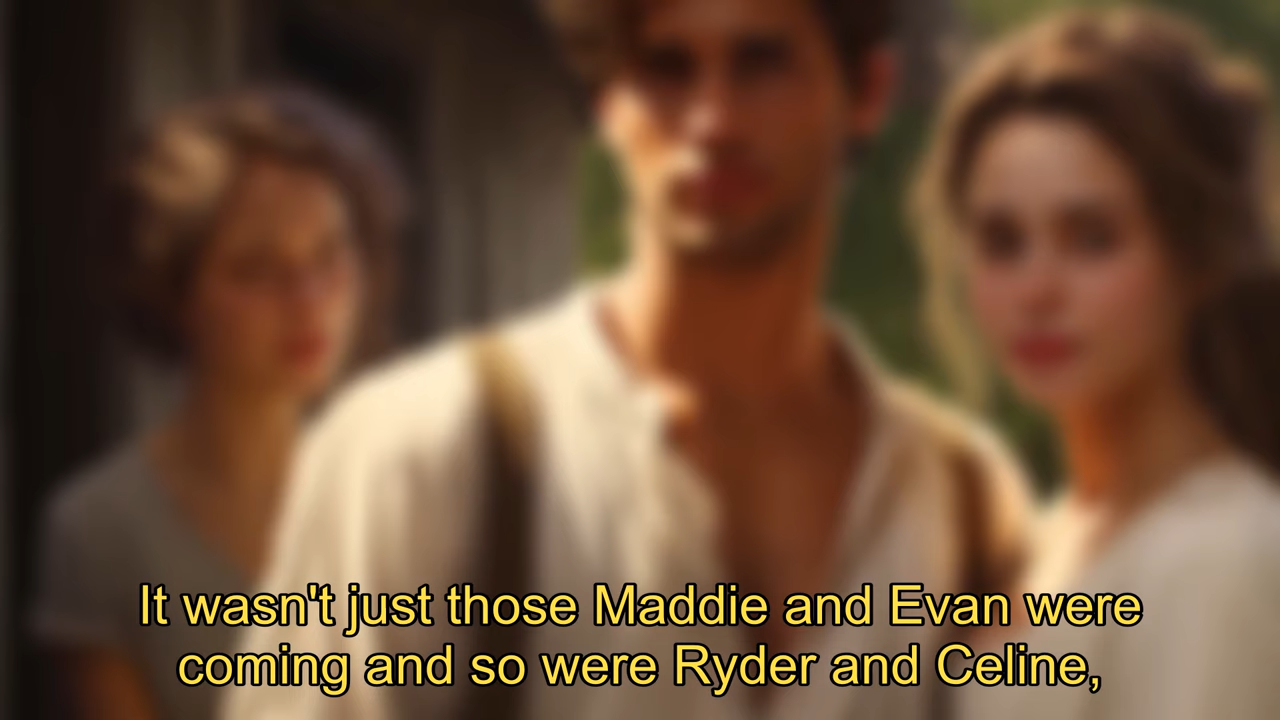 It wasn't just those Maddie and Evan were
coming and so were Ryder and Celine,